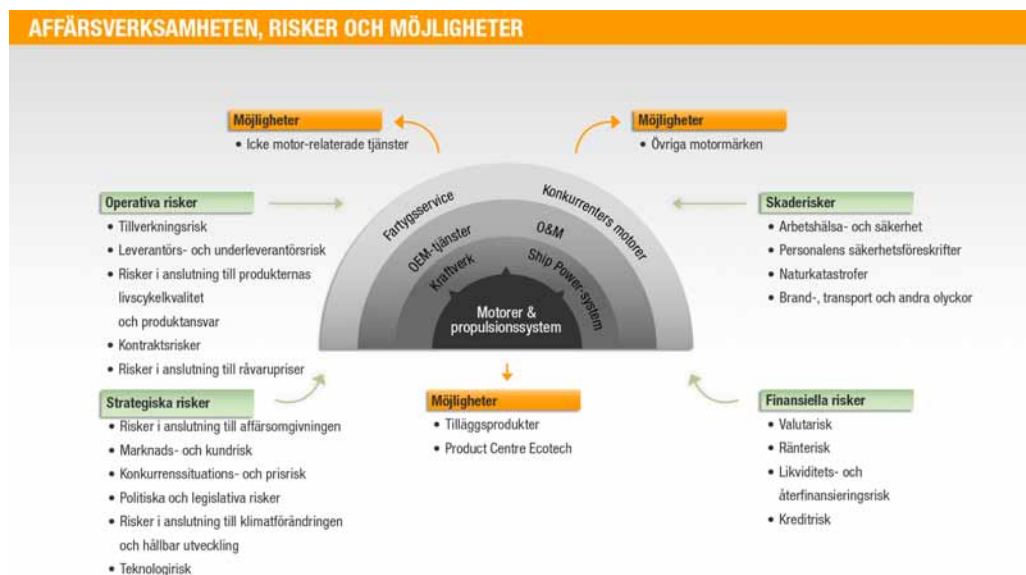 AFFÄRSVERKSAMHETEN, RISKER OCH MÖJLIGHETER
Möjligheter
• Icke motor-relaterade tjänster
Möjligheter
• Övriga motormärken
Operativa risker
• Tillverkningsrisk
• Leverantörs- och underleverantörsrisk
• Risker i anslutning till produkternas
livscykelkvalitet
och produktansvar
• Kontraktsrisker
• Risker i anslutning till råvarupriser
Fartygsservice
Konkurrenters motorer
OEM-tjänster
O&M
Kraftverk
Ship Power-system
Motorer &
propulsionssystem
Skaderisker
• Arbetshälsa- och säkerhet
• Personalens säkerhetsföreskrifter
• Naturkatastrofer
• Brand-, transport och andra olyckor
Strategiska risker
• Risker i anslutning till affärsomgivningen
• Marknads- och kundrisk
• Konkurrenssituations- och prisrisk
• Politiska och legislativa risker
• Risker i anslutning till klimatförändringen
och hållbar utveckling
• Teknologirisk
Möjligheter
• Tilläggsprodukter
• Product Centre Ecotech
Finansiella risker
• Valutarisk
• Ränterisk
• Likviditets- och
återfinansieringsrisk
• Kreditrisk